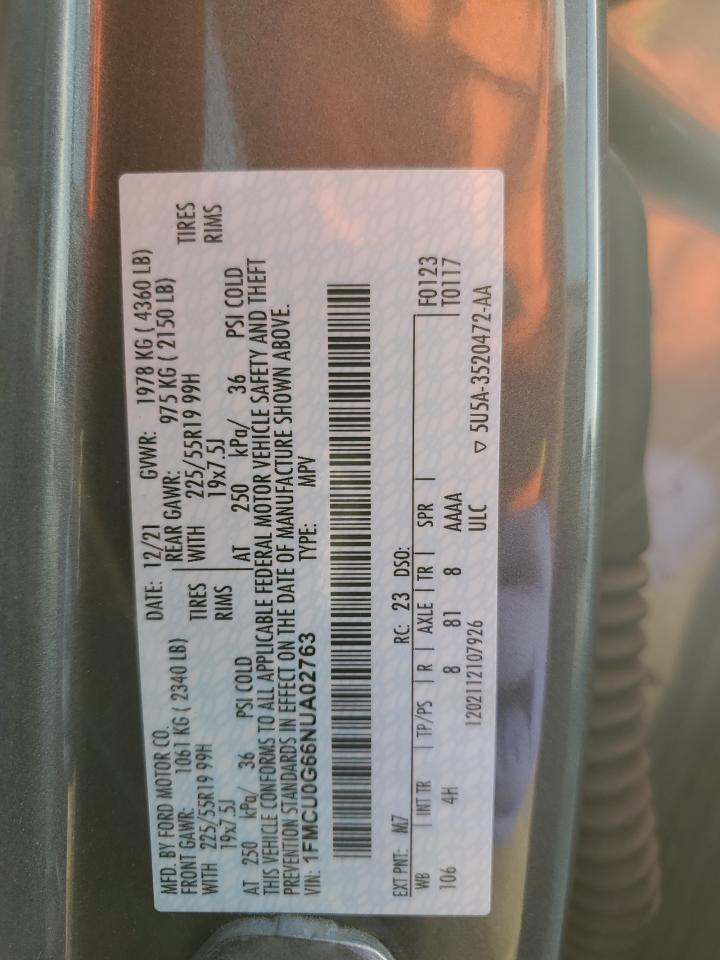 MFD. BY FORD MOTOR CO. DATE: 12/21 GVWR: 1978 KG ( 4360 LB)
FRONT GAWR: 1061 KG ( 2340 LB) REAR GAWR: 975 KG ( 2150 LB)
WITH 225/55R19 99H TIRES WITH 225/55R19 99H TIRES
19x7.5J RIMS 19x7.5J RIMS
AT 250 kPa/ 36 PSI COLD AT 250 kPa/ 36 PSI COLD
THIS VEHICLE CONFORMS TO ALL APPLICABLE FEDERAL MOTOR VEHICLE SAFETY AND THEFT
PREVENTION STANDARDS IN EFFECT ON THE DATE OF MANUFACTURE SHOWN ABOVE.
VIN: 1FMCU0G66NUA02763 TYPE: MPV
EXT PNT: M7 RC: 23 DSO:
WB | INT TR | TP/PS | R | AXLE | TR | SPR | F0123
106 4H 8 81 8 AAAA T0117
1202112107926 ULC
▽ 5U5A-3520472-AA